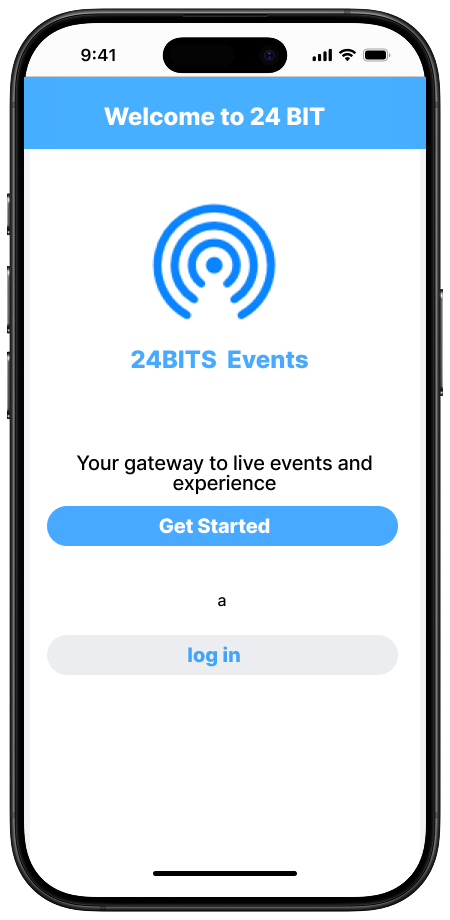 9:41
Welcome to 24 BIT
24BITS Events
Your gateway to live events and
experience
Get Started
a
log in